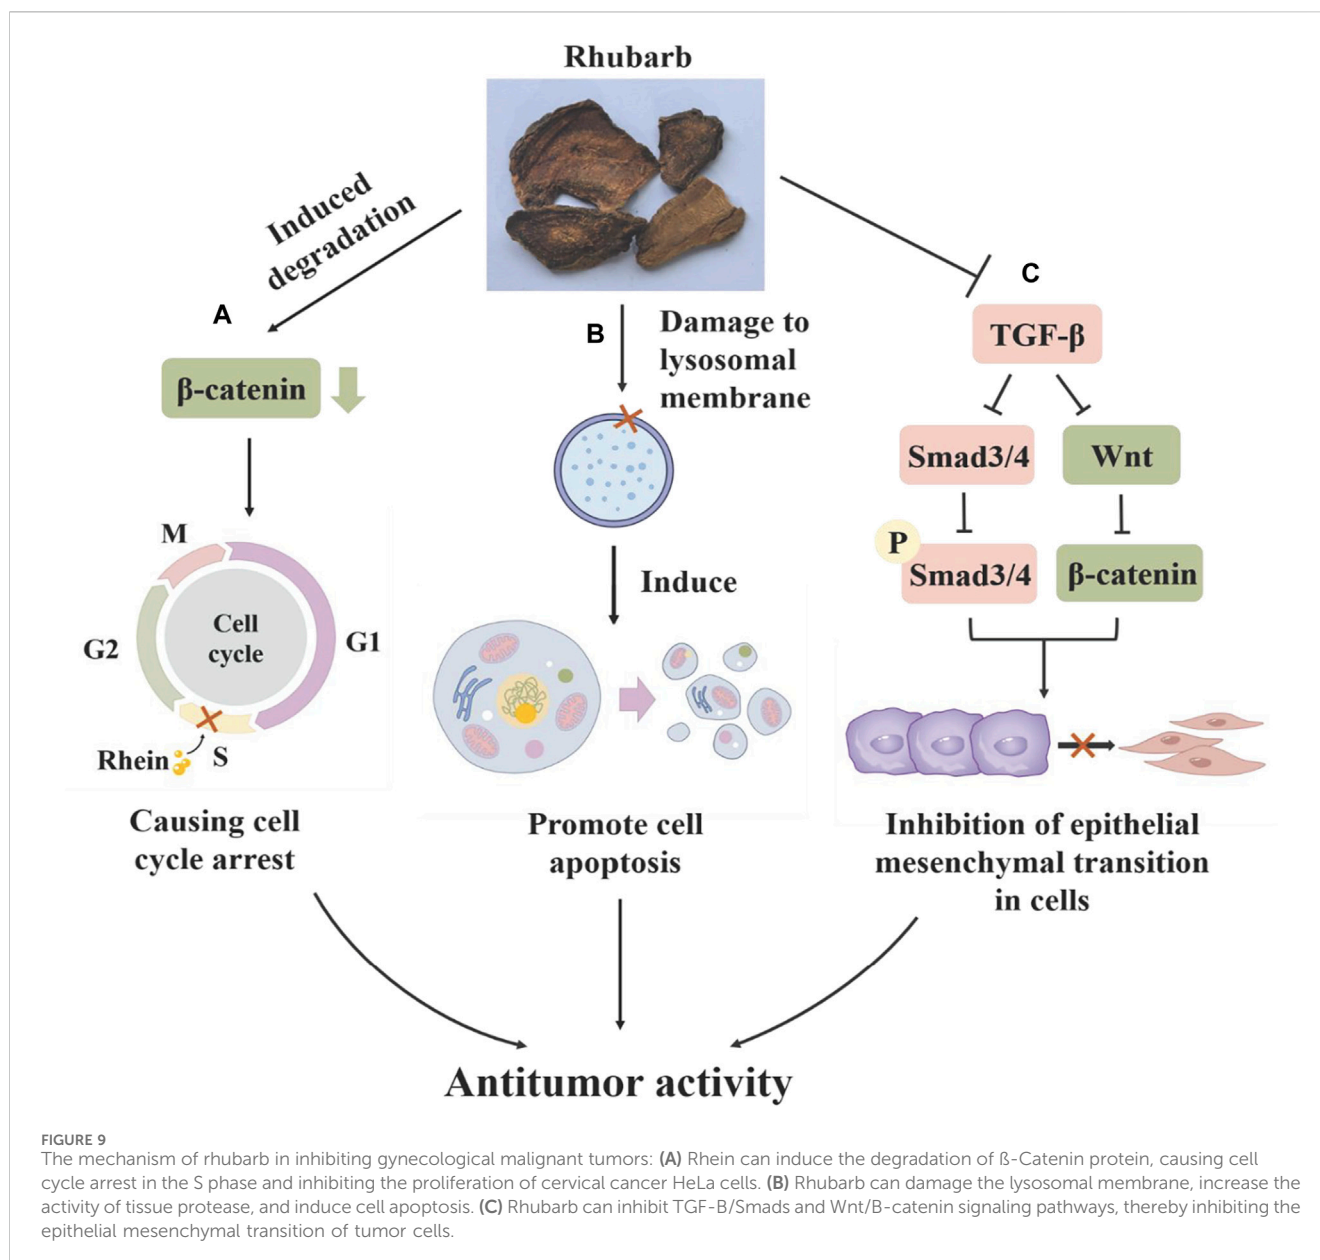 Rhubarb
Induced
degradation
A
β-catenin
M
G2
Cell
cycle
G1
Rhein
S
Causing cell
cycle arrest
B
Damage to
lysosomal
membrane
Induce
Promote cell
apoptosis
C
TGF-β
Smad3/4
Wnt
P
Smad3/4
β-catenin
Inhibition of epithelial
mesenchymal transition
in cells
Antitumor activity
FIGURE 9
The mechanism of rhubarb in inhibiting gynecological malignant tumors: (A) Rhein can induce the degradation of ß-Catenin protein, causing cell
cycle arrest in the S phase and inhibiting the proliferation of cervical cancer HeLa cells. (B) Rhubarb can damage the lysosomal membrane, increase the
activity of tissue protease, and induce cell apoptosis. (C) Rhubarb can inhibit TGF-B/Smads and Wnt/B-catenin signaling pathways, thereby inhibiting the
epithelial mesenchymal transition of tumor cells.